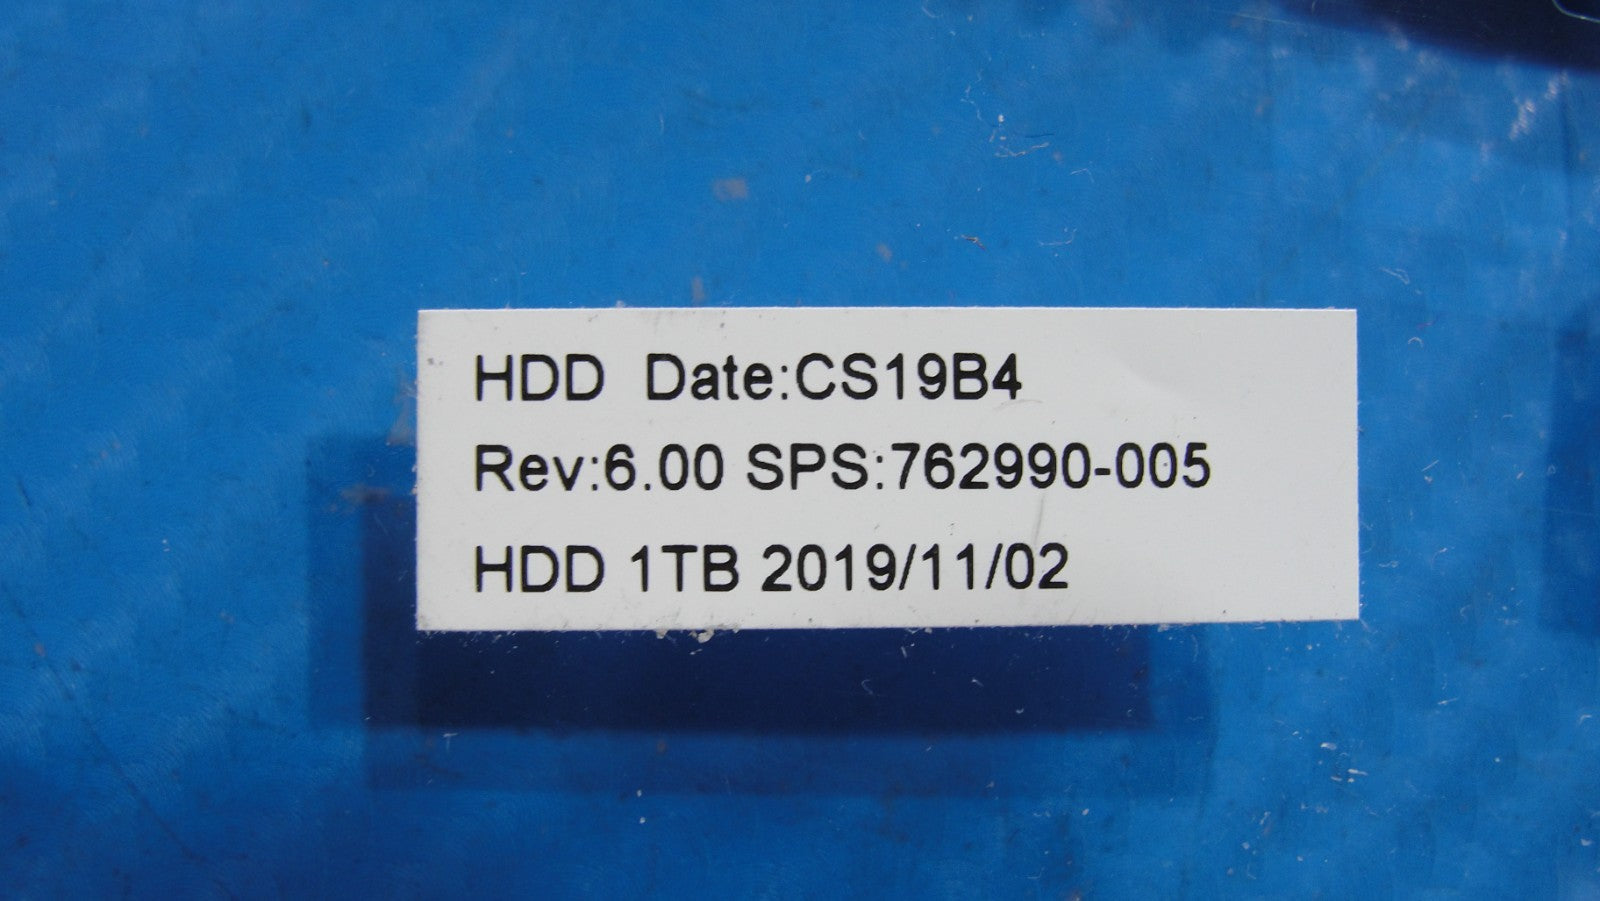 HDD  Date:CS19B4
Rev:6.00 SPS:762990-005
HDD 1TB 2019/11/02